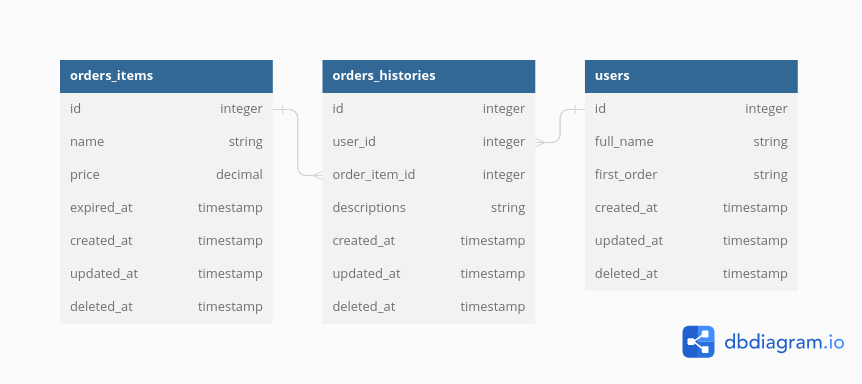 orders_items
id integer
name string
price decimal
expired_at timestamp
created_at timestamp
updated_at timestamp
deleted_at timestamp
orders_histories
id integer
user_id integer
order_item_id integer
descriptions string
created_at timestamp
updated_at timestamp
deleted_at timestamp
users
id integer
full_name string
first_order string
created_at timestamp
updated_at timestamp
deleted_at timestamp
dbdiagram.io